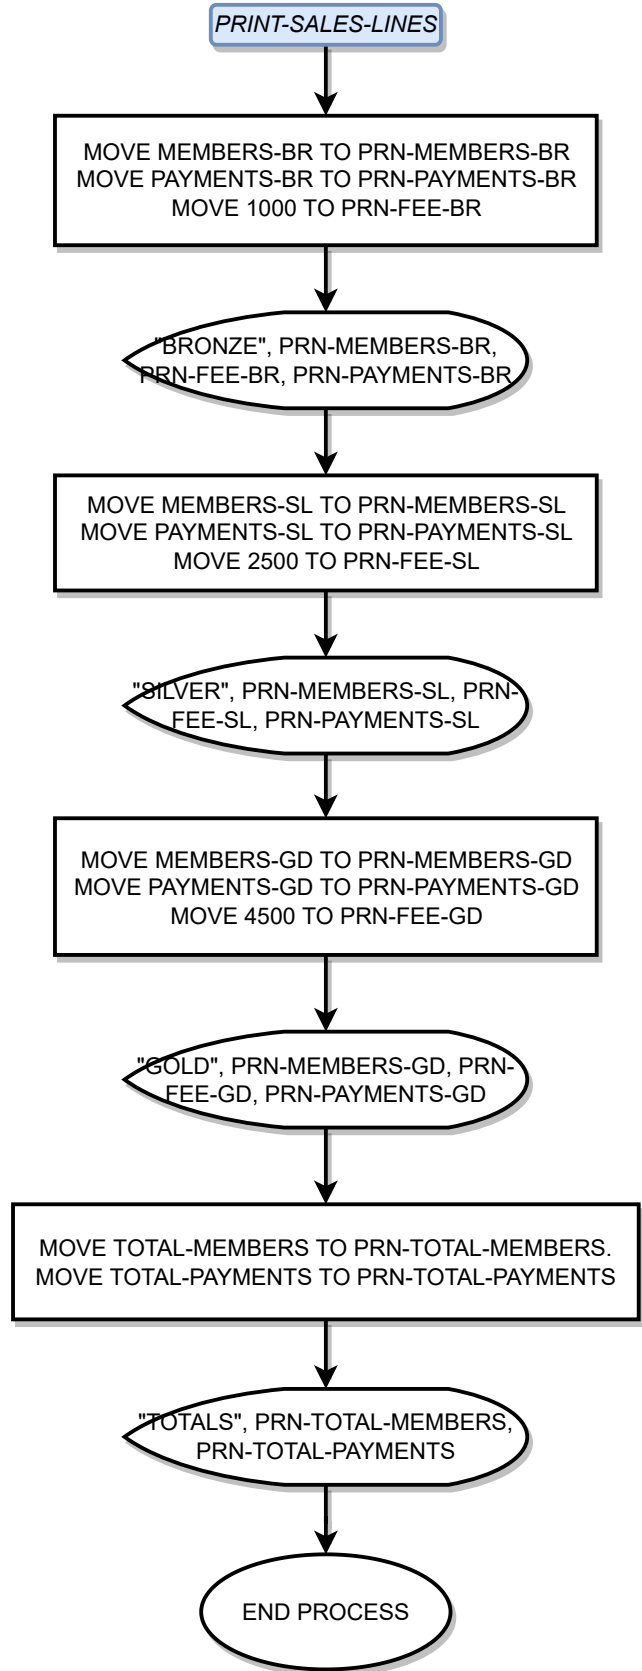 PRINT-SALES-LINES
MOVE MEMBERS-BR TO PRN-MEMBERS-BR
MOVE PAYMENTS-BR TO PRN-PAYMENTS-BR
MOVE 1000 TO PRN-FEE-BR
"BRONZE", PRN-MEMBERS-BR,
PRN-FEE-BR, PRN-PAYMENTS-BR
MOVE MEMBERS-SL TO PRN-MEMBERS-SL
MOVE PAYMENTS-SL TO PRN-PAYMENTS-SL
MOVE 2500 TO PRN-FEE-SL
"SILVER", PRN-MEMBERS-SL, PRN-
FEE-SL, PRN-PAYMENTS-SL
MOVE MEMBERS-GD TO PRN-MEMBERS-GD
MOVE PAYMENTS-GD TO PRN-PAYMENTS-GD
MOVE 4500 TO PRN-FEE-GD
"GOLD", PRN-MEMBERS-GD, PRN-
FEE-GD, PRN-PAYMENTS-GD
MOVE TOTAL-MEMBERS TO PRN-TOTAL-MEMBERS.
MOVE TOTAL-PAYMENTS TO PRN-TOTAL-PAYMENTS
"TOTALS", PRN-TOTAL-MEMBERS,
PRN-TOTAL-PAYMENTS
END PROCESS